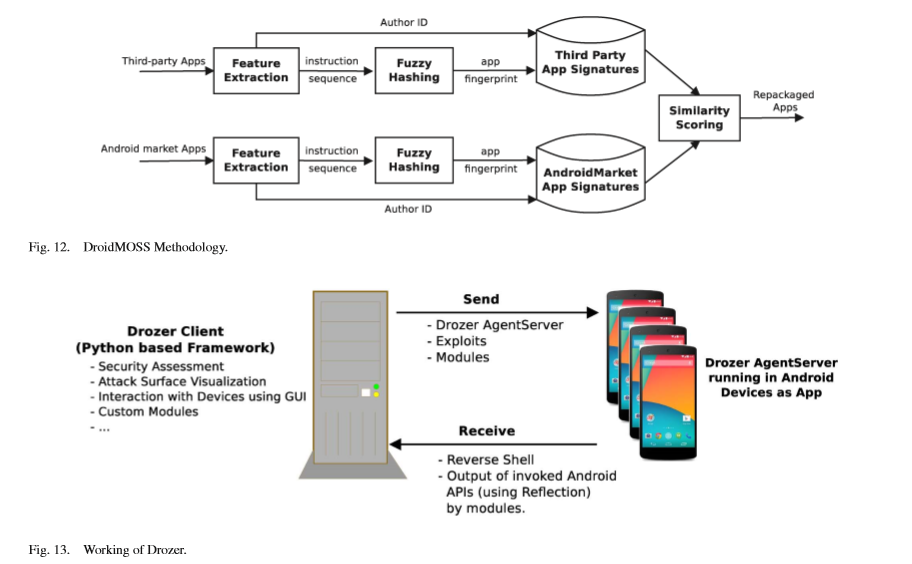 Author ID
Third-party Apps
Feature
Extraction
instruction
sequence
Fuzzy
Hashing
app
fingerprint
Third Party
App Signatures
Similarity
Scoring
Repackaged
Apps
Android market Apps
Feature
Extraction
instruction
sequence
Fuzzy
Hashing
app
fingerprint
AndroidMarket
App Signatures
Author ID
Fig. 12. DroidMOSS Methodology.
Drozer Client
(Python based Framework)
- Security Assessment
- Attack Surface Visualization
- Interaction with Devices using GUI
- Custom Modules
- ...
Send
- Drozer AgentServer
- Exploits
- Modules
Receive
- Reverse Shell
- Output of invoked Android
APIs (using Reflection)
by modules.
Drozer AgentServer
running in Android
Devices as App
Fig. 13. Working of Drozer.